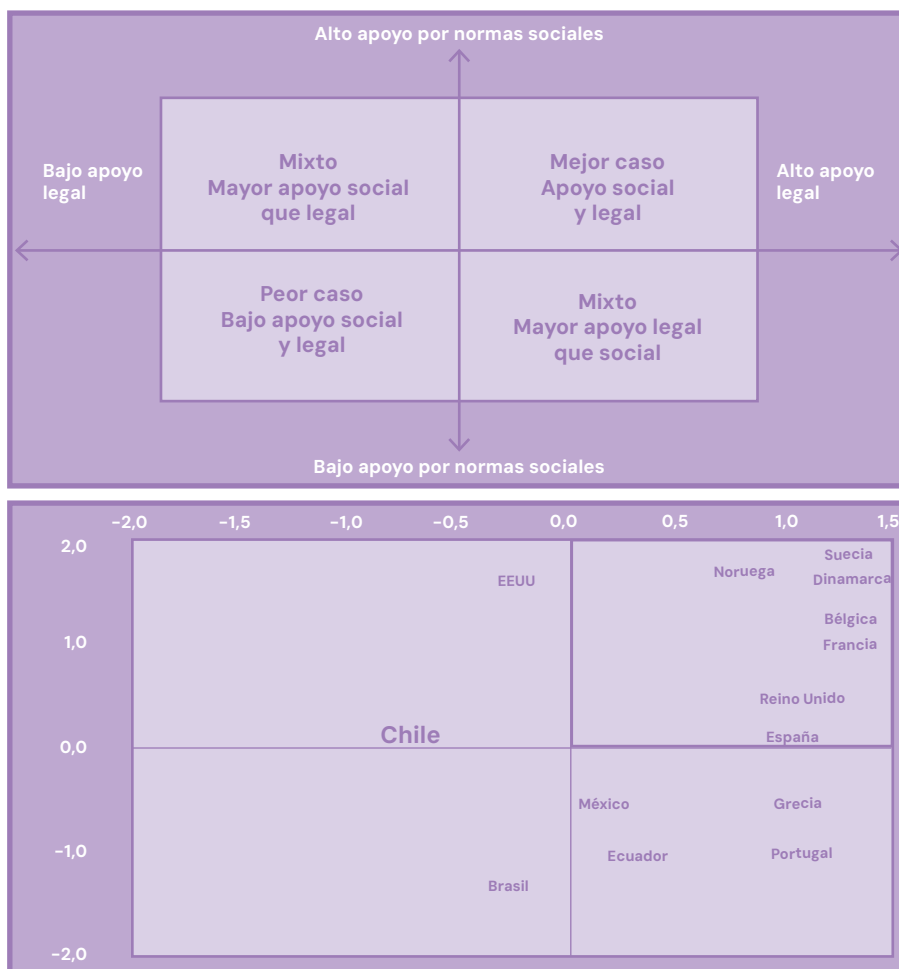 Alto apoyo por normas sociales
Bajo apoyo
legal
Mixto
Mayor apoyo social
que legal
Mejor caso
Apoyo social
y legal
Alto apoyo
legal
Peor caso
Bajo apoyo social
y legal
Mixto
Mayor apoyo legal
que social
Bajo apoyo por normas sociales
-2,0 -1,5 -1,0 -0,5 0,0 0,5 1,0 1,5
2,0
Suecia
Noruega
Dinamarca
EEUU
Bélgica
1,0
Francia
Reino Unido
Chile
España
0,0
México
Grecia
-1,0
Ecuador
Portugal
Brasil
-2,0